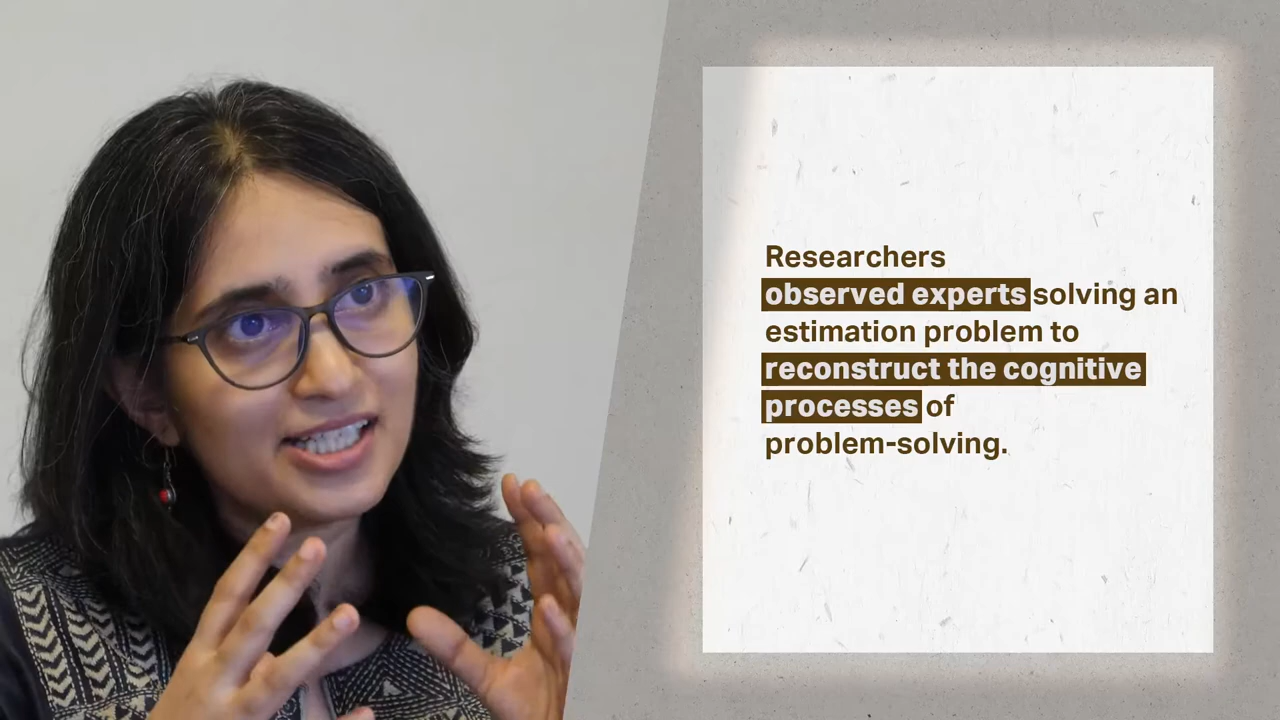 Researchers
observed experts solving an
estimation problem to
reconstruct the cognitive
processes of
problem-solving.